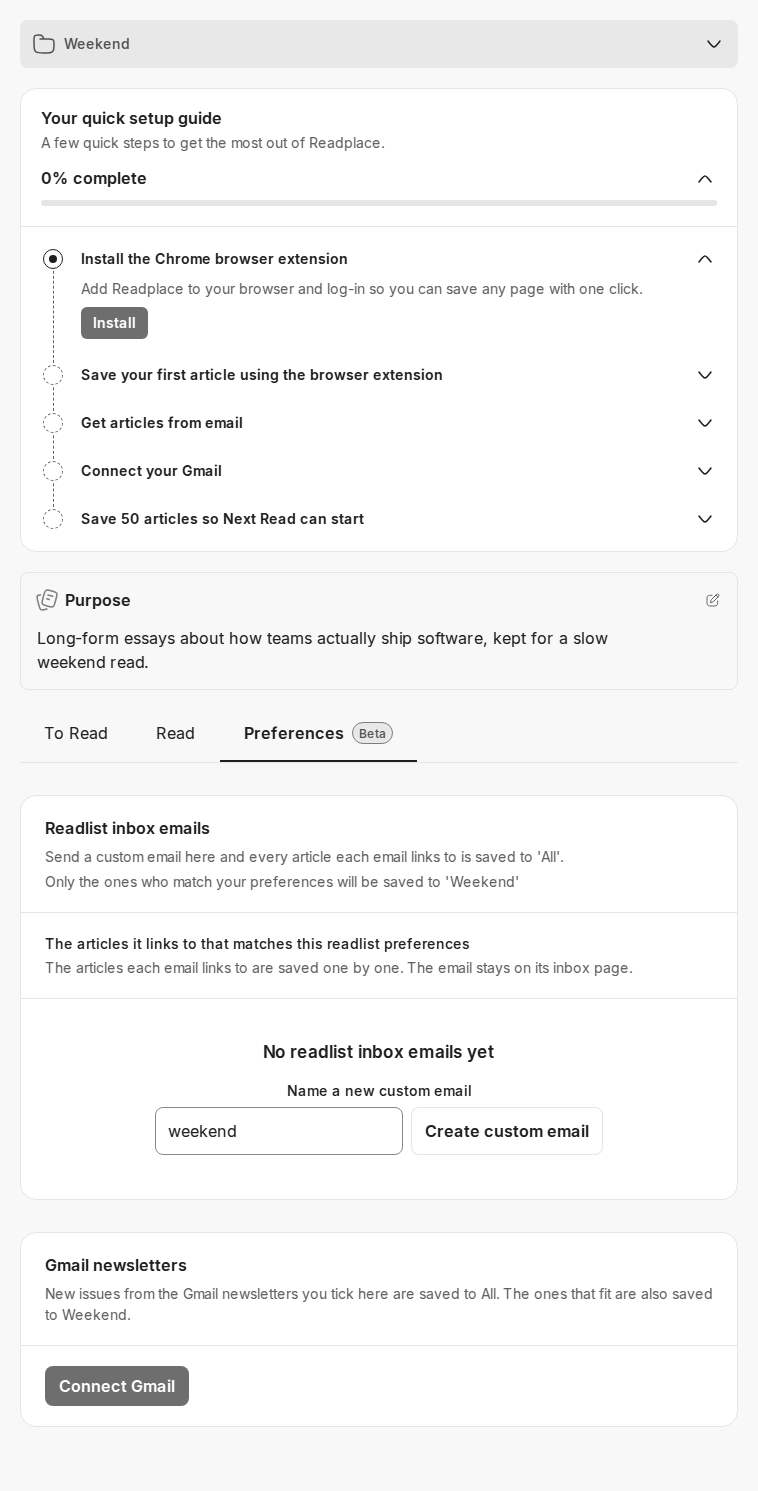 Weekend
Your quick setup guide
A few quick steps to get the most out of Readplace.
0% complete
Install the Chrome browser extension
Add Readplace to your browser and log-in so you can save any page with one click.
Install
Save your first article using the browser extension
Get articles from email
Connect your Gmail
Save 50 articles so Next Read can start
Purpose
Long-form essays about how teams actually ship software, kept for a slow
weekend read.
To Read Read Preferences Beta
Readlist inbox emails
Send a custom email here and every article each email links to is saved to 'All'.
Only the ones who match your preferences will be saved to 'Weekend'
The articles it links to that matches this readlist preferences
The articles each email links to are saved one by one. The email stays on its inbox page.
No readlist inbox emails yet
Name a new custom email
weekend Create custom email
Gmail newsletters
New issues from the Gmail newsletters you tick here are saved to All. The ones that fit are also saved
to Weekend.
Connect Gmail